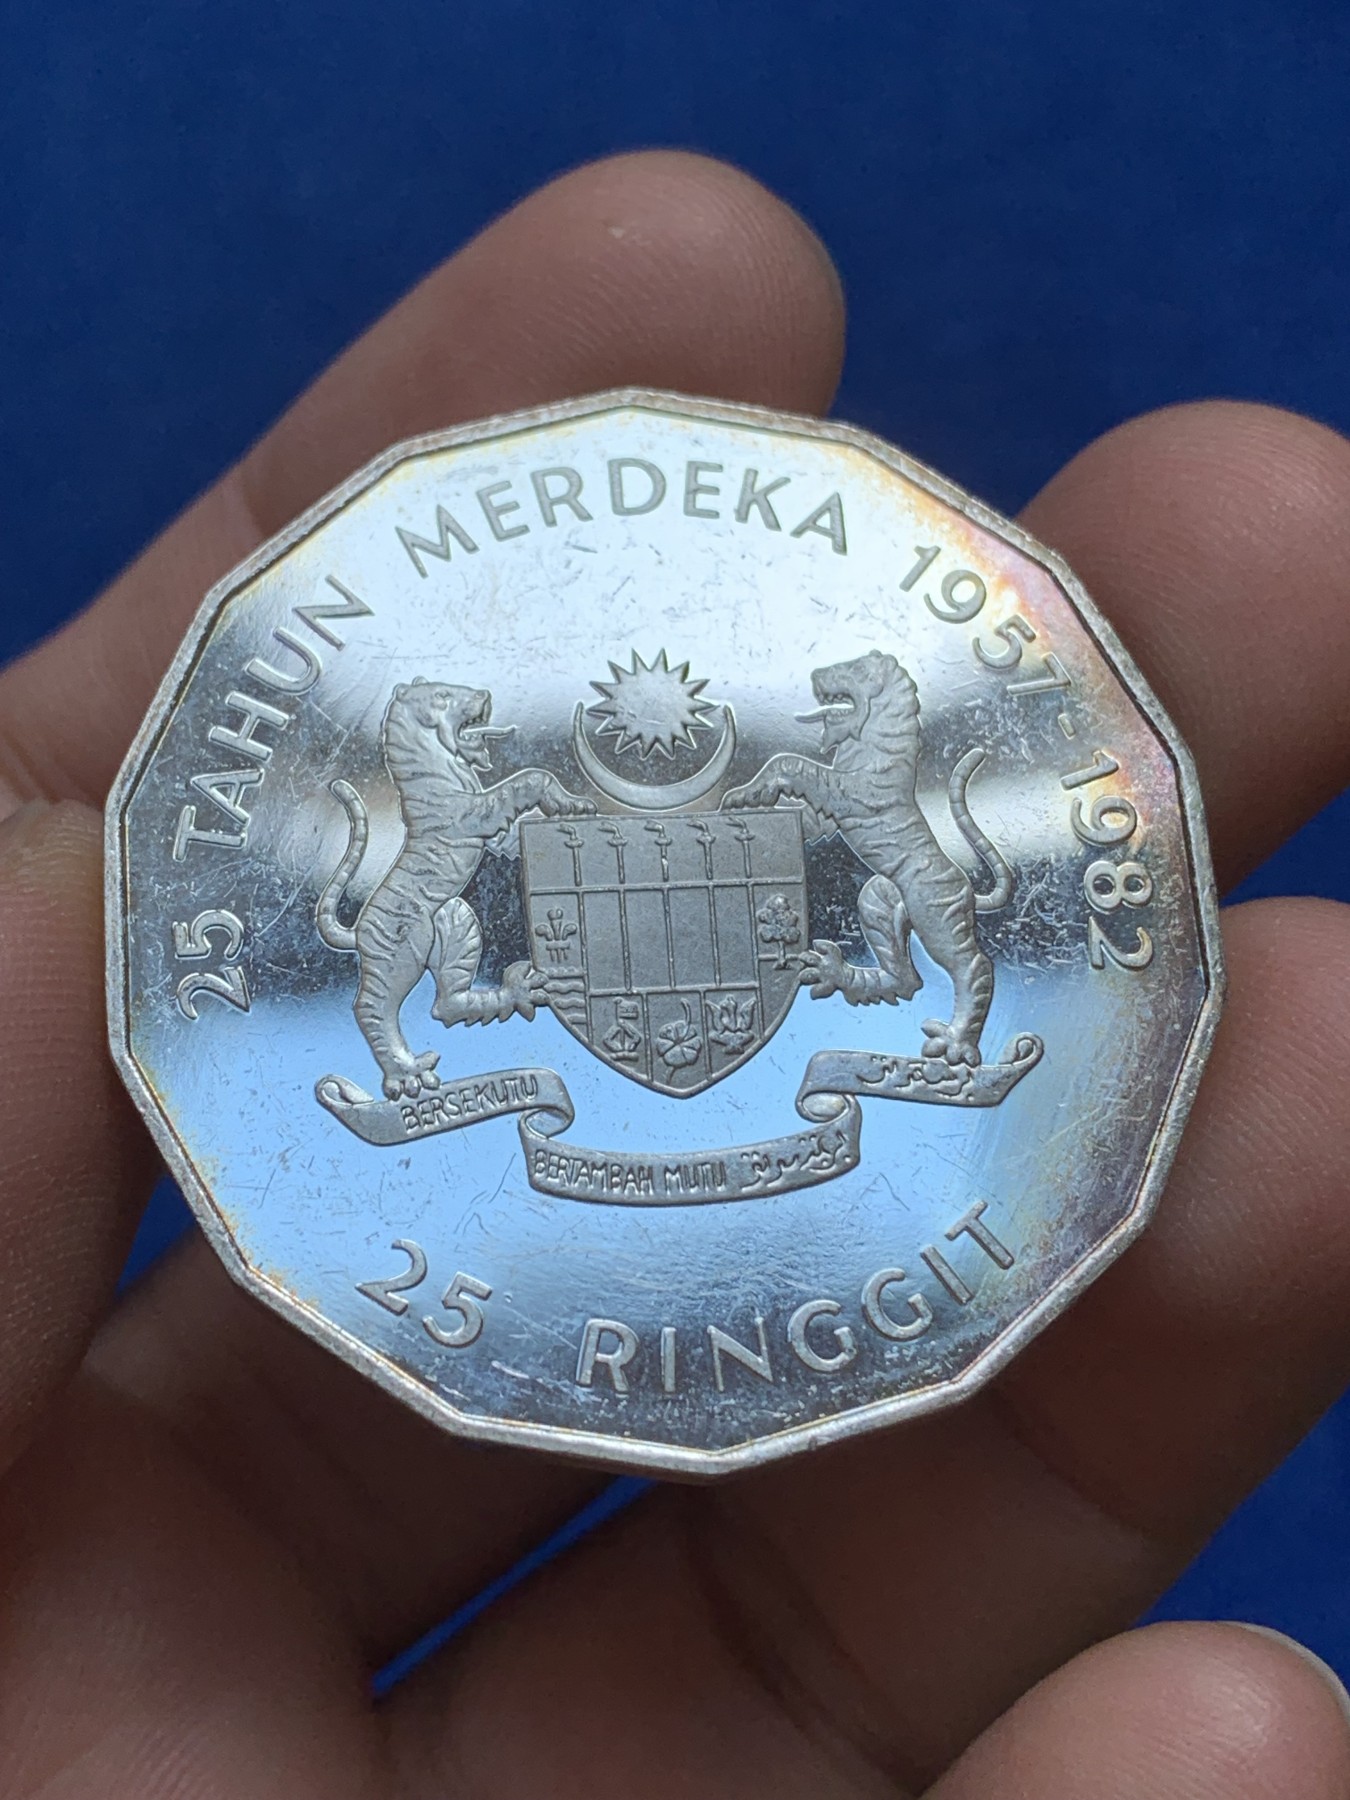 25 TAHUN MERDEKA 1957-1982
BERSEKUTU
BERTAMBAH MUTU
25 RINGGIT